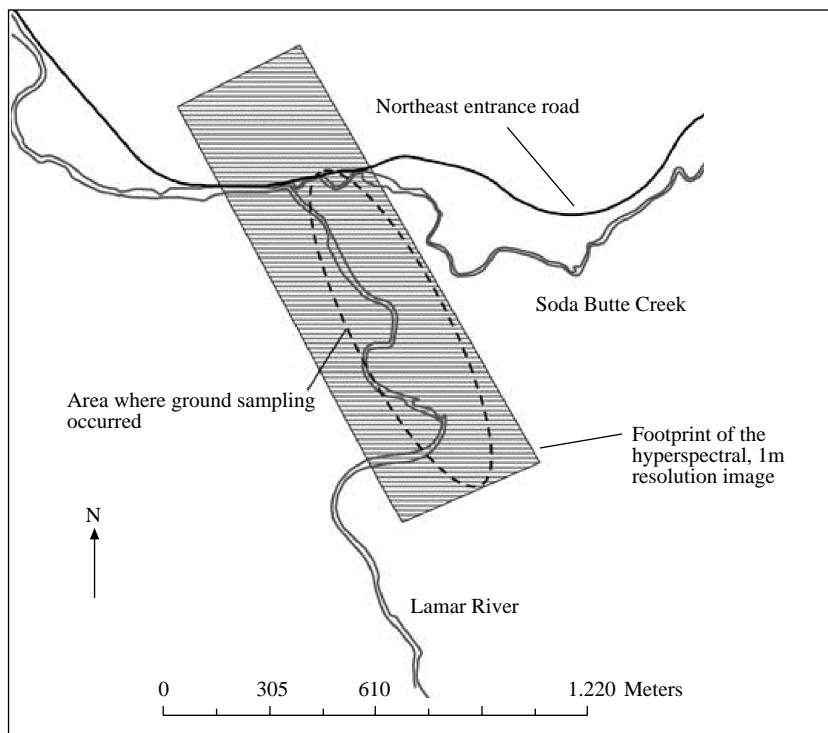 Northeast entrance road
Soda Butte Creek
Area where ground sampling
occurred
Footprint of the
hyperspectral, 1m
resolution image
N
Lamar River
0 305 610 1.220 Meters